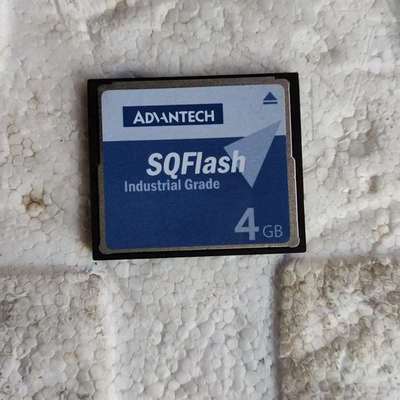 ADVANTECH
SQFlash
Industrial Grade
4 GB